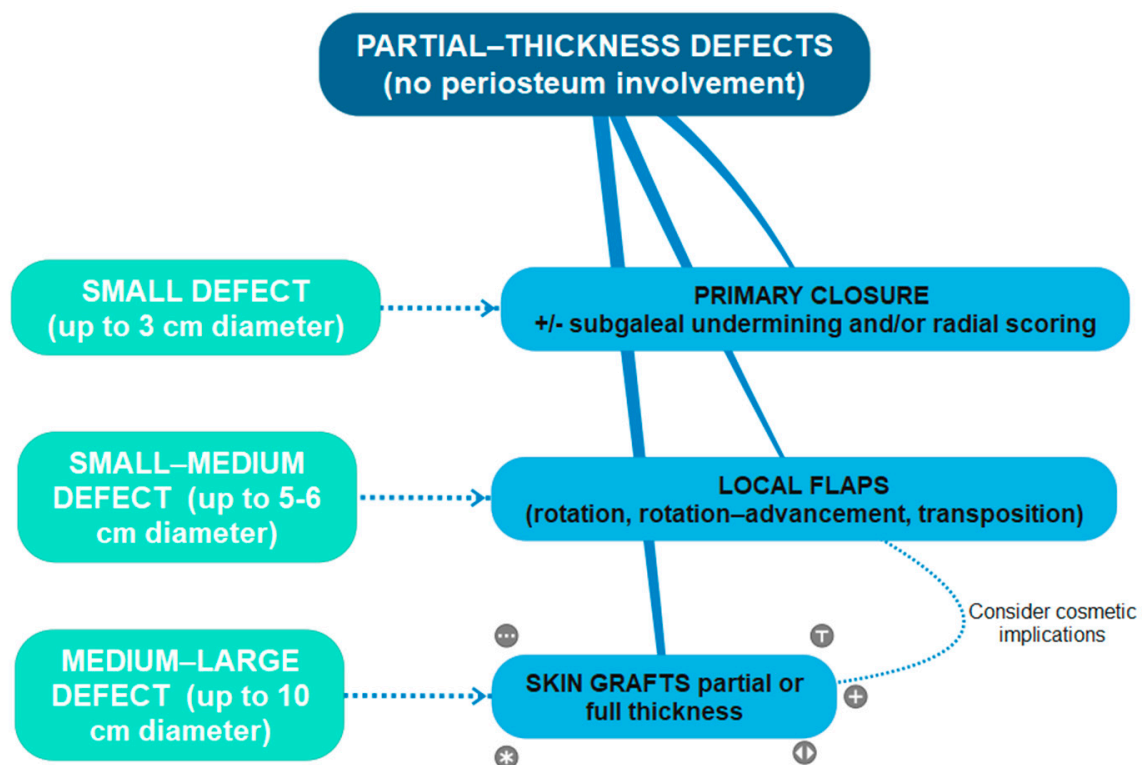 PARTIAL–THICKNESS DEFECTS
(no periosteum involvement)
SMALL DEFECT
(up to 3 cm diameter)
PRIMARY CLOSURE
+/- subgaleal undermining and/or radial scoring
SMALL–MEDIUM
DEFECT (up to 5-6
cm diameter)
LOCAL FLAPS
(rotation, rotation–advancement, transposition)
Consider cosmetic
implications
MEDIUM–LARGE
DEFECT (up to 10
cm diameter)
SKIN GRAFTS partial or
full thickness